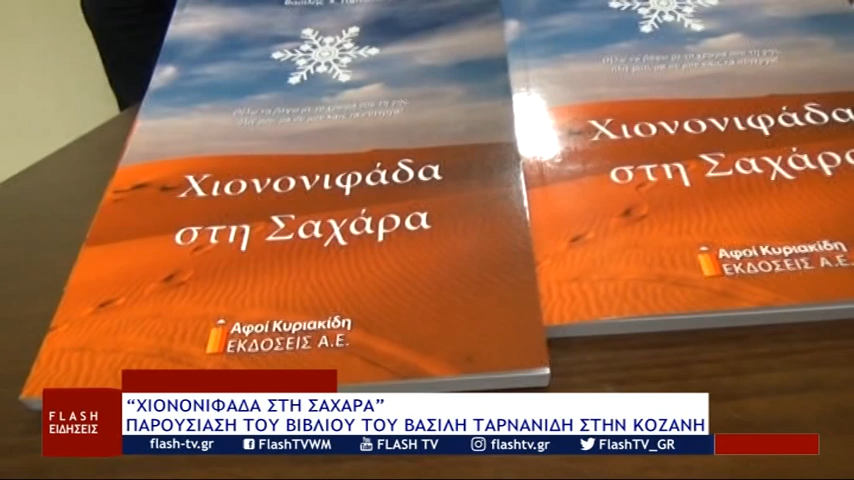 Χιονονιφάδα
στη Σαχάρα
Αφοί Κυριακίδη
ΕΚΔΟΣΕΙΣ Α.Ε.
Χιονονιφάδα
στη Σαχάρα
Αφοί Κυριακίδη
ΕΚΔΟΣΕΙΣ Α.Ε.
FLASH
ΕΙΔΗΣΕΙΣ
“ΧΙΟΝΟΝΙΦΑΔΑ ΣΤΗ ΣΑΧΑΡΑ”
ΠΑΡΟΥΣΙΑΣΗ ΤΟΥ ΒΙΒΛΙΟΥ ΤΟΥ ΒΑΣΙΛΗ ΤΑΡΝΑΝΙΔΗ ΣΤΗΝ ΚΟΖΑΝΗ
flash-tv.gr FlashTVWM FLASH TV flashtv.gr FlashTV_GR